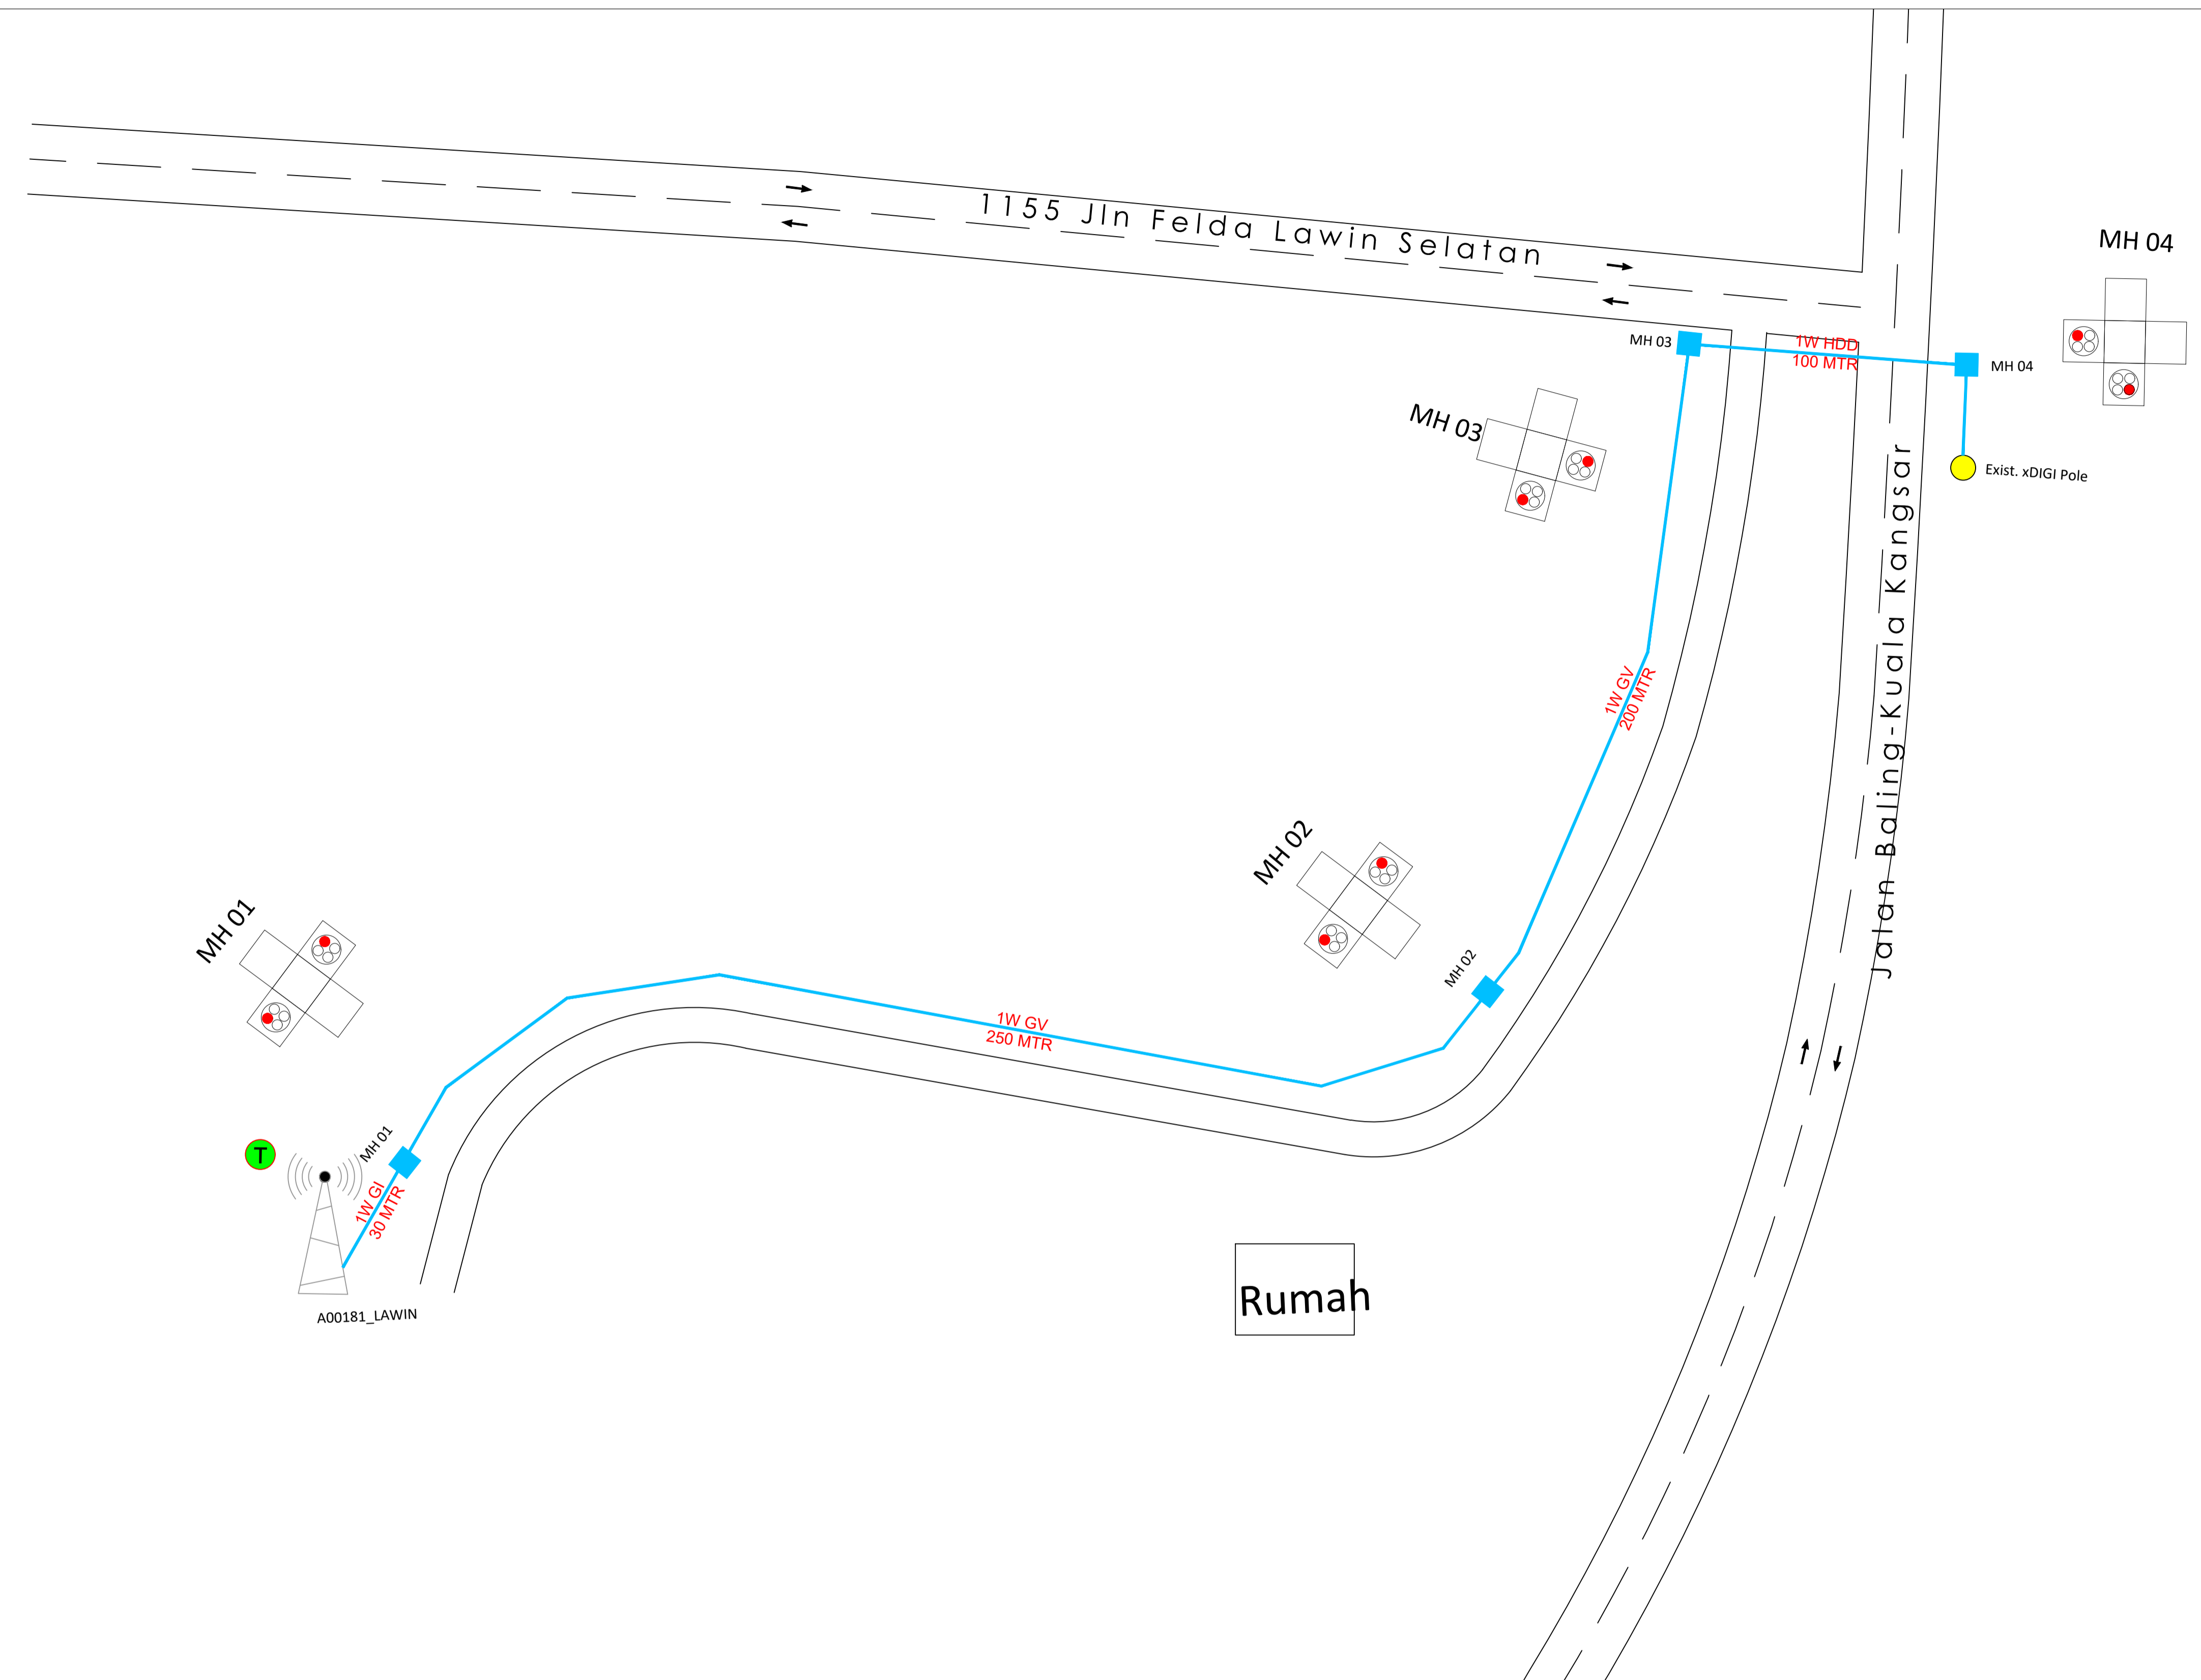 1155 Jln Felda Lawin Selatan
MH 04
MH 03
1W HDD
100 MTR
MH 04
MH 03
Exist. xDIGI Pole
Jalan Baling-Kuala Kangsar
1W GV
200 MTR
MH 02
MH 01
MH 02
1W GV
250 MTR
MH 01
T
1W GI
30 MTR
A00181_LAWIN
Rumah